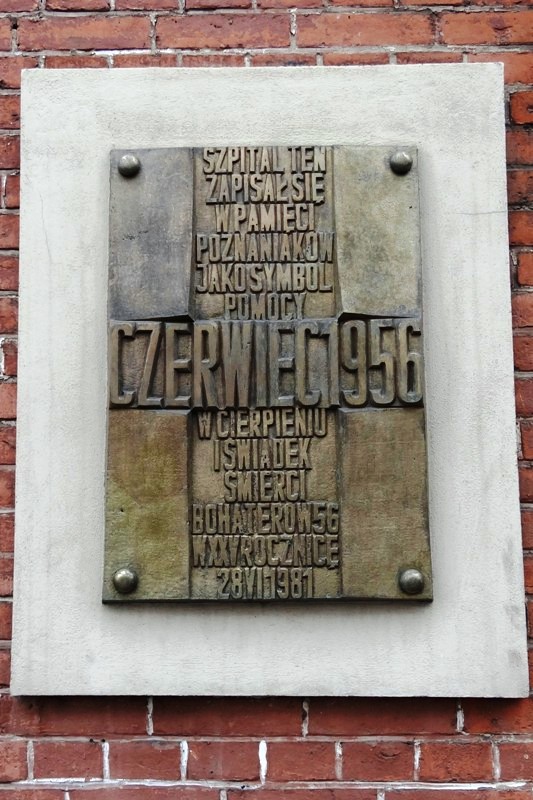 SZPITAL TEN
ZAPISAŁ SIĘ
W PAMIĘCI
POZNANIAKÓW
JAKO SYMBOL
POMOCY
CZERWIEC 1956
W CIERPIENIU
I ŚWIADEK
ŚMIERCI
BOHATERÓW 56
W XXV ROCZNICĘ
28 VI 1981